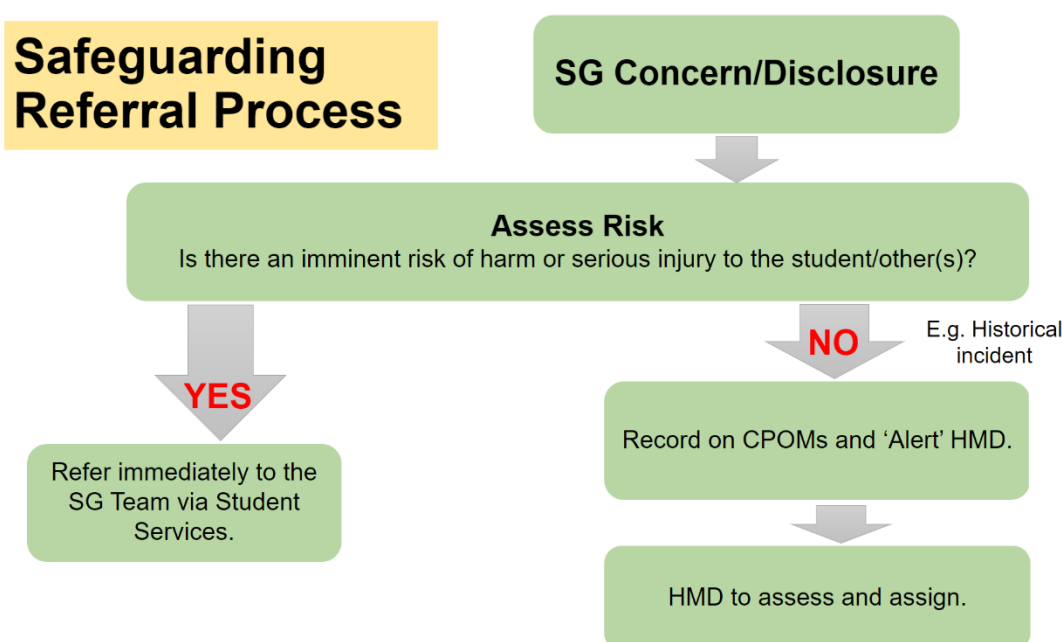 Safeguarding
Referral Process
SG Concern/Disclosure
Assess Risk
Is there an imminent risk of harm or serious injury to the student/other(s)?
YES
NO
E.g. Historical
incident
Refer immediately to the
SG Team via Student
Services.
Record on CPOMs and ‘Alert’ HMD.
HMD to assess and assign.